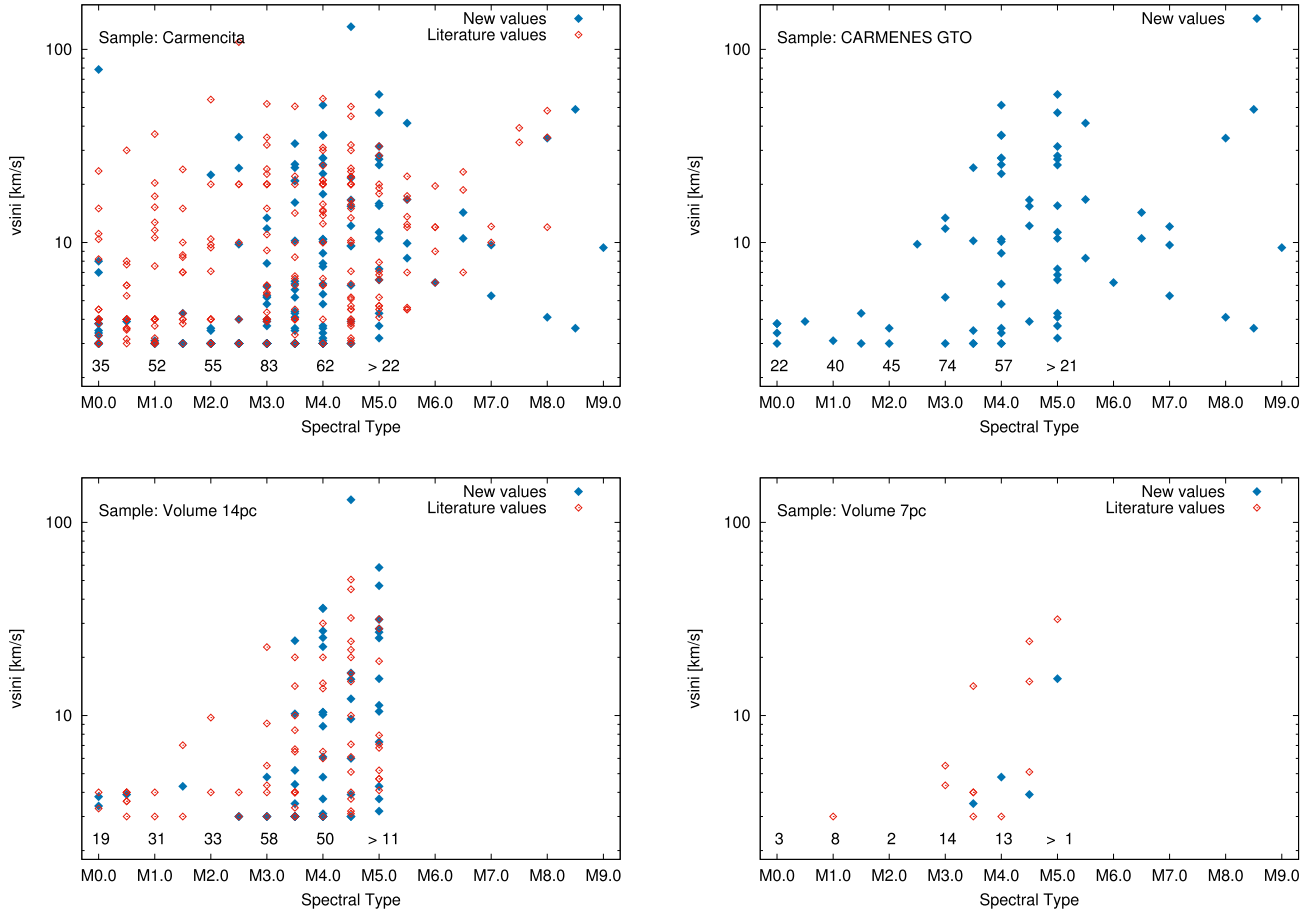 New values
Literature values
Sample: Carmencita
100
10
vsini [km/s]
35 52 55 83 62 > 22
M0.0 M1.0 M2.0 M3.0 M4.0 M5.0 M6.0 M7.0 M8.0 M9.0
Spectral Type
New values
Sample: CARMENES GTO
100
10
vsini [km/s]
22 40 45 74 57 > 21
M0.0 M1.0 M2.0 M3.0 M4.0 M5.0 M6.0 M7.0 M8.0 M9.0
Spectral Type
New values
Literature values
Sample: Volume 14pc
100
10
vsini [km/s]
19 31 33 58 50 > 11
M0.0 M1.0 M2.0 M3.0 M4.0 M5.0 M6.0 M7.0 M8.0 M9.0
Spectral Type
New values
Literature values
Sample: Volume 7pc
100
10
vsini [km/s]
3 8 2 14 13 > 1
M0.0 M1.0 M2.0 M3.0 M4.0 M5.0 M6.0 M7.0 M8.0 M9.0
Spectral Type